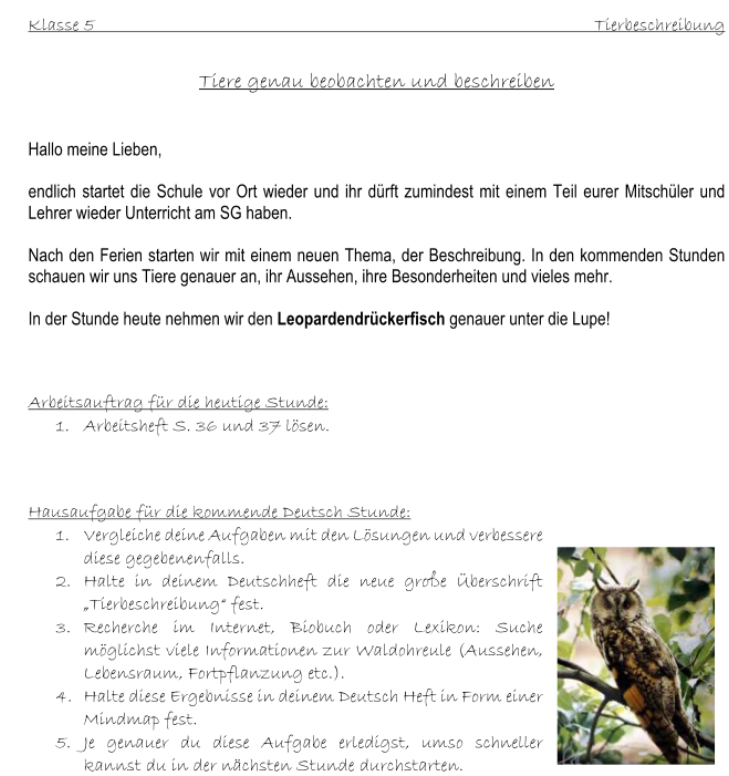 Klasse 5 Tierbeschreibung
Tiere genau beobachten und beschreiben
Hallo meine Lieben,
endlich startet die Schule vor Ort wieder und ihr dürft zumindest mit einem Teil eurer Mitschüler und
Lehrer wieder Unterricht am SG haben.
Nach den Ferien starten wir mit einem neuen Thema, der Beschreibung. In den kommenden Stunden
schauen wir uns Tiere genauer an, ihr Aussehen, ihre Besonderheiten und vieles mehr.
In der Stunde heute nehmen wir den Leopardendrückerfisch genauer unter die Lupe!
Arbeitsauftrag für die heutige Stunde:
1. Arbeitsheft S. 36 und 37 lösen.
Hausaufgabe für die kommende Deutsch Stunde:
1. Vergleiche deine Aufgaben mit den Lösungen und verbessere
diese gegebenenfalls.
2. Halte in deinem Deutschheft die neue große Überschrift
„Tierbeschreibung“ fest.
3. Recherche im Internet, Biobuch oder Lexikon: Suche
möglichst viele Informationen zur Waldohreule (Aussehen,
Lebensraum, Fortpflanzung etc.).
4. Halte diese Ergebnisse in deinem Deutsch Heft in Form einer
Mindmap fest.
5. Je genauer du diese Aufgabe erledigst, umso schneller
kannst du in der nächsten Stunde durchstarten.